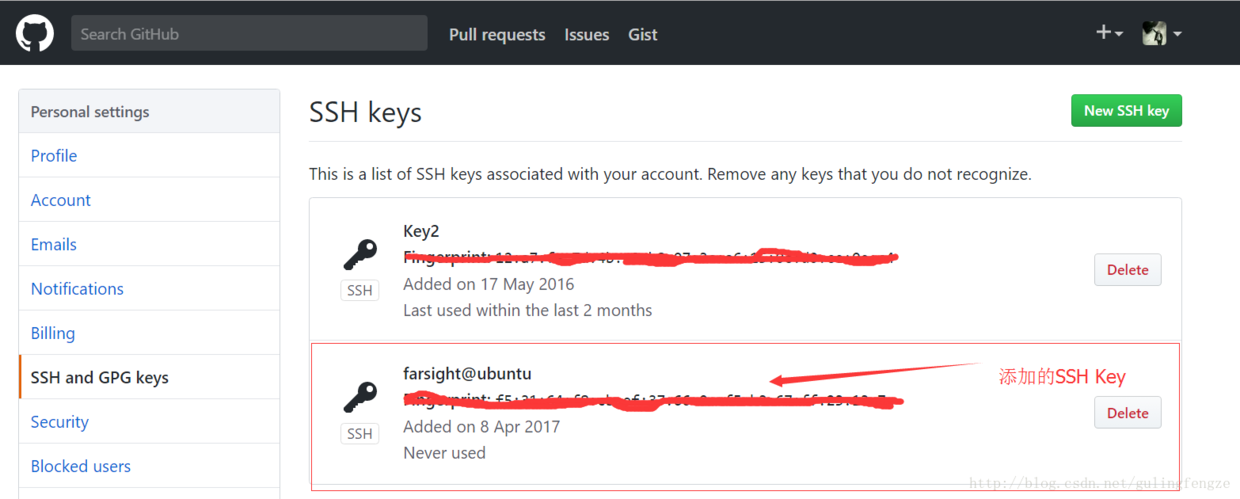 Search GitHub
Pull requests Issues Gist
Personal settings
Profile
Account
Emails
Notifications
Billing
SSH and GPG keys
Security
Blocked users
SSH keys
New SSH key
This is a list of SSH keys associated with your account. Remove any keys that you do not recognize.
Key2
Fingerprint:
SSH
Added on 17 May 2016
Last used within the last 2 months
Delete
farsight@ubuntu
Fingerprint:
SSH
Added on 8 Apr 2017
Never used
添加的SSH Key
Delete
http://blog.csdn.net/gulingfengze